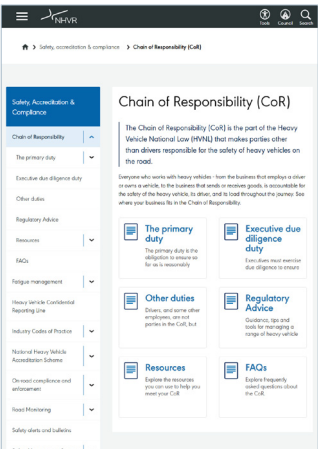 NHVR
Tools
Council
Search
Safety, accreditation & compliance
Chain of Responsibility (CoR)
Safety, Accreditation &
Compliance
Chain of Responsibility
The primary duty
Executive due diligence duty
Other duties
Regulatory Advice
Resources
FAQs
Fatigue management
Heavy Vehicle Confidential
Reporting Line
Industry Codes of Practice
National Heavy Vehicle
Accreditation Scheme
On-road compliance and
enforcement
Road Monitoring
Safety alerts and bulletins
Chain of Responsibility (CoR)
The Chain of Responsibility (CoR) is the part of the Heavy
Vehicle National Law (HVNL) that makes parties other
than drivers responsible for the safety of heavy vehicles on
the road.
Everyone who works with heavy vehicles - from the business that employs a driver
or owns a vehicle, to the business that sends or receives goods, is accountable for
the safety of the heavy vehicle, its driver, and its load throughout the journey. See
where your business fits in the Chain of Responsibility.
The primary
duty
The primary duty is the
obligation to ensure so
far as is reasonably
Executive due
diligence
duty
Executives must exercise
due diligence to ensure
Other duties
Drivers, and some other
employees, are not
parties in the CoR, but
Regulatory
Advice
Guidance, tips and
tools for managing a
range of heavy vehicle
Resources
Explore the resources
you can use to help you
meet your CoR
FAQs
Explore frequently
asked questions about
the CoR.